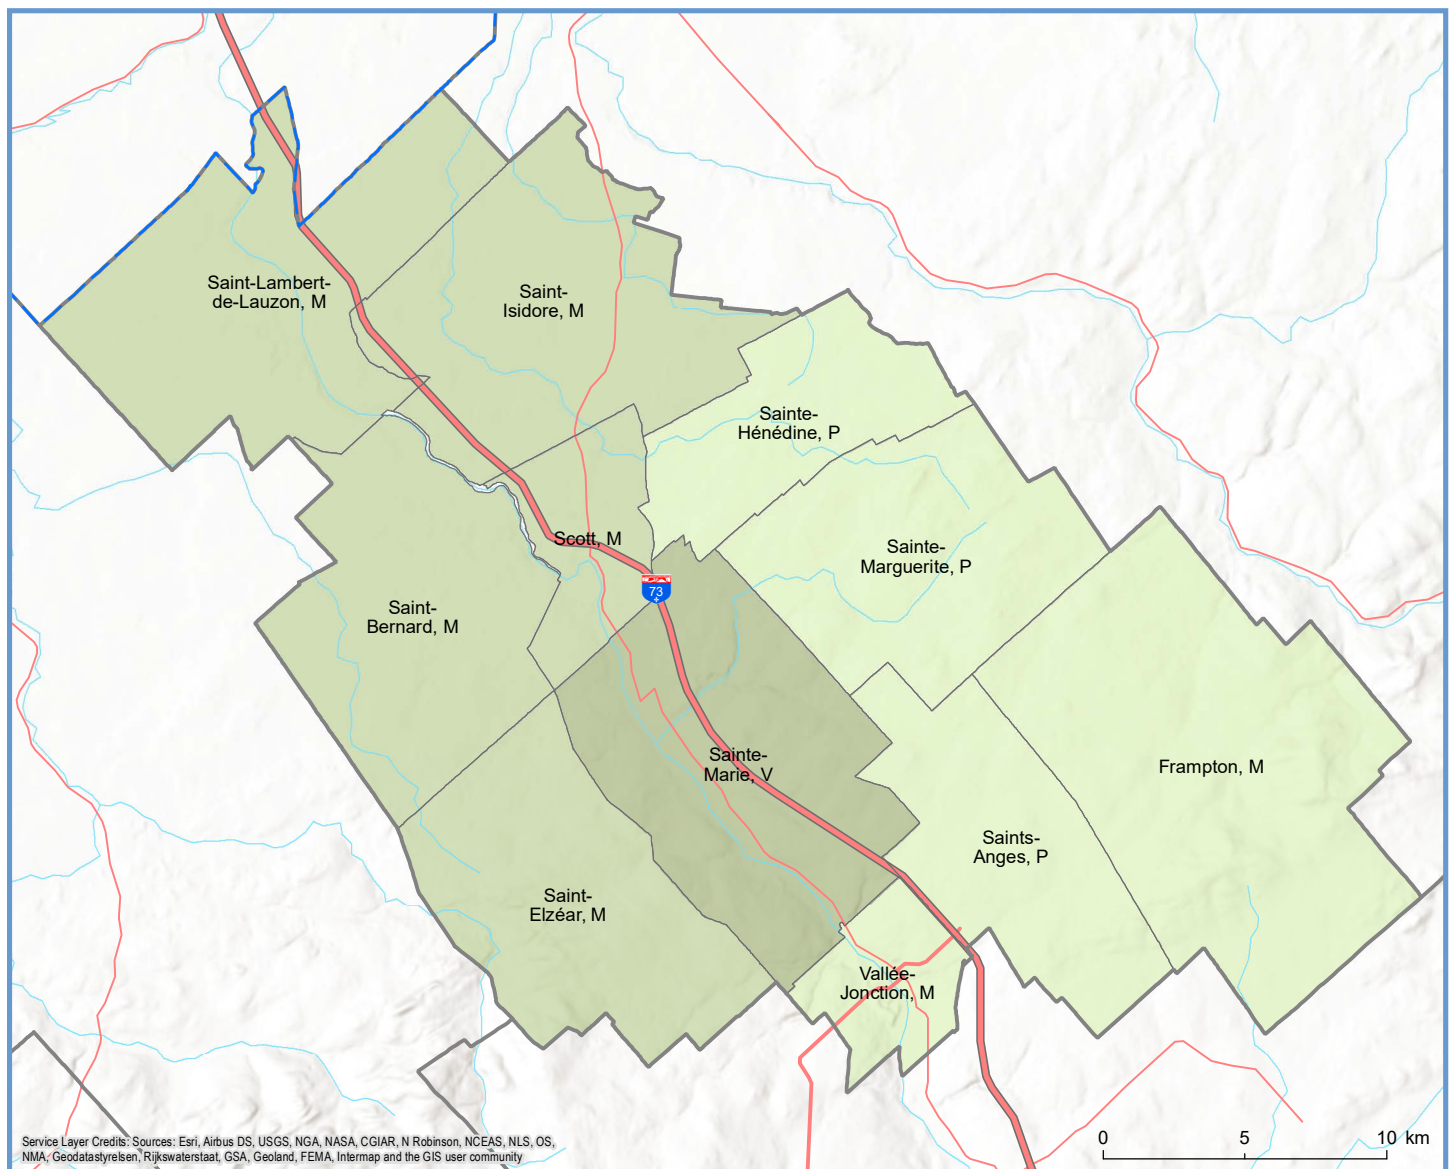 Saint-Lambert-
de-Lauzon, M
Saint-
Isidore, M
Sainte-
Hénédine, P
Scott, M
Sainte-
Marguerite, P
73
Saint-
Bernard, M
Sainte-
Marie, V
Frampton, M
Saints-
Anges, P
Saint-
Elzéar, M
Vallée-
Jonction, M
0 5 10 km
Service Layer Credits: Sources: Esri, Airbus DS, USGS, NGA, NASA, CGIAR, N Robinson, NCEAS, NLS, OS,
NMA, Geodatastyrelsen, Rijkswaterstaat, GSA, Geoland, FEMA, Intermap and the GIS user community